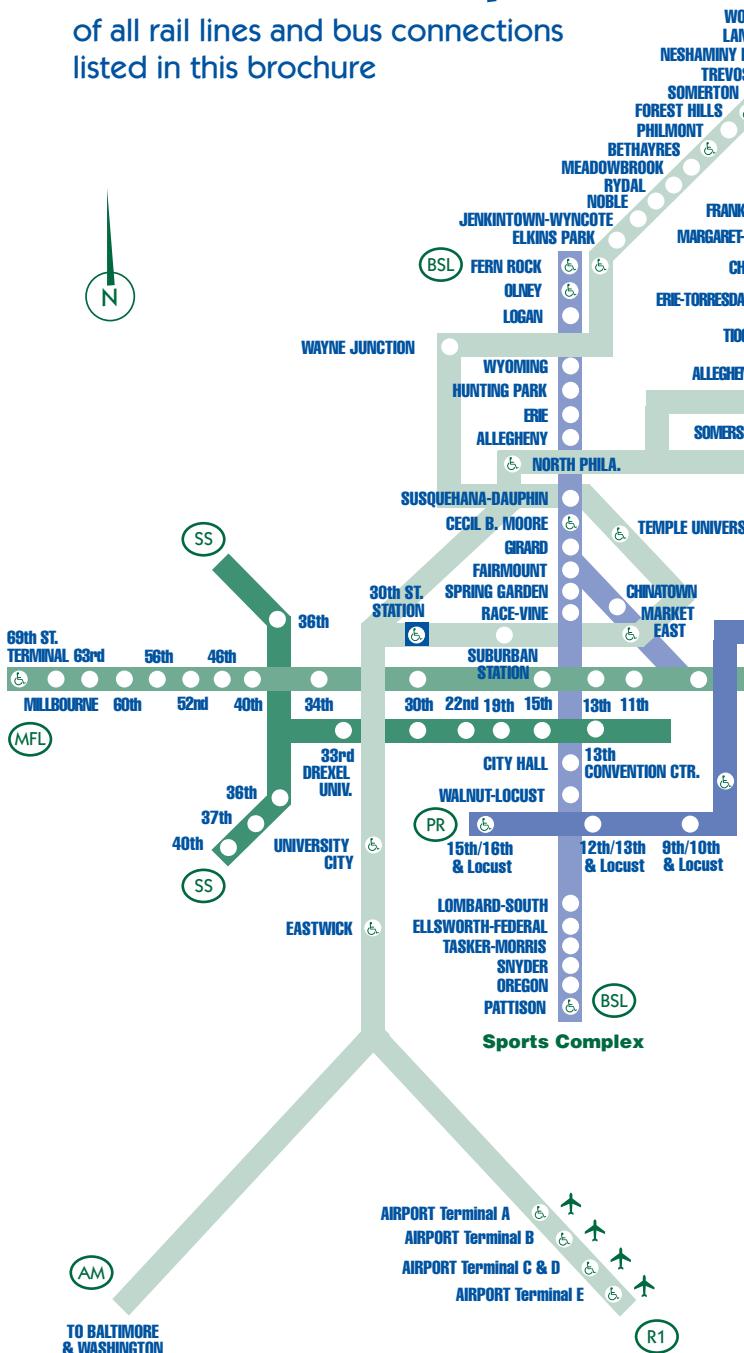 of all rail lines and bus connections
listed in this brochure
NESHAMINY
SOMERTON
FOREST HILLS
PHILMONT
BETHAYRES
MEADOWBROOK
RYDAL
NOBLE
JENKINTOWN-WYNCOTE
ELKINS PARK
BSL
FERN ROCK
OLNEY
LOGAN
N
WAYNE JUNCTION
WYOMING
HUNTING PARK
ERIE
ALLEGHENY
NORTH PHILA.
SUSQUEHANA-DAUPHIN
CECIL B. MOORE
TEMPLE
GIRARD
FAIRMOUNT
SPRING GARDEN
RACE-VINE
CHINATOWN
MARKET
EAST
SS
36th
30th ST.
STATION
SUBURBAN
STATION
69th ST.
TERMINAL
63rd
56th
46th
MILLBOURNE
60th
52nd
40th
34th
30th
22nd
19th
15th
13th
11th
MFL
33rd
DREXEL
UNIV.
CITY HALL
13th
CONVENTION CTR.
36th
37th
40th
SS
WALNUT-LOCUST
PR
15th/16th
& Locust
12th/13th
& Locust
9th/10th
& Locust
UNIVERSITY
CITY
EASTWICK
LOMBARD-SOUTH
ELLSWORTH-FEDERAL
TASKER-MORRIS
SNYDER
OREGON
PATTISON
BSL
Sports Complex
AIRPORT Terminal A
AIRPORT Terminal B
AIRPORT Terminal C & D
AIRPORT Terminal E
AM
TO BALTIMORE
& WASHINGTON
R1